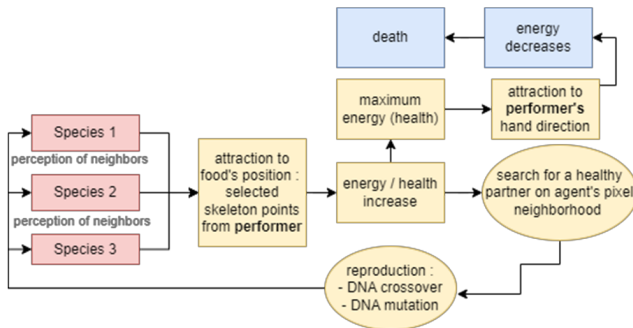 death
energy
decreases
maximum
energy (health)
attraction to
performer's
hand direction
Species 1
perception of neighbors
Species 2
perception of neighbors
Species 3
attraction to
food's position :
selected
skeleton points
from performer
energy / health
increase
search for a healthy
partner on agent's pixel
neighborhood
reproduction :
- DNA crossover
- DNA mutation